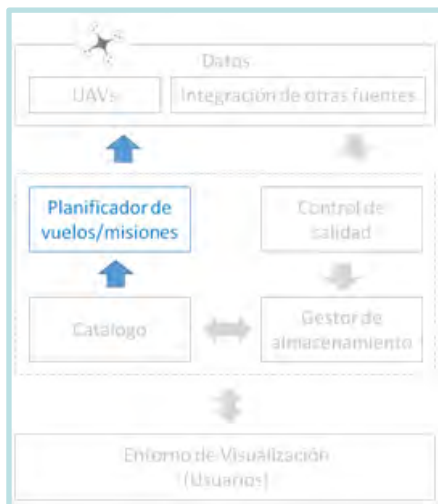 Datos
UAVs
Integración de otras fuentes
Planificador de
vuelos/misiones
Control de
calidad
Catálogo
Gestor de
almacenamiento
Entorno de Visualización
(Usuarios)